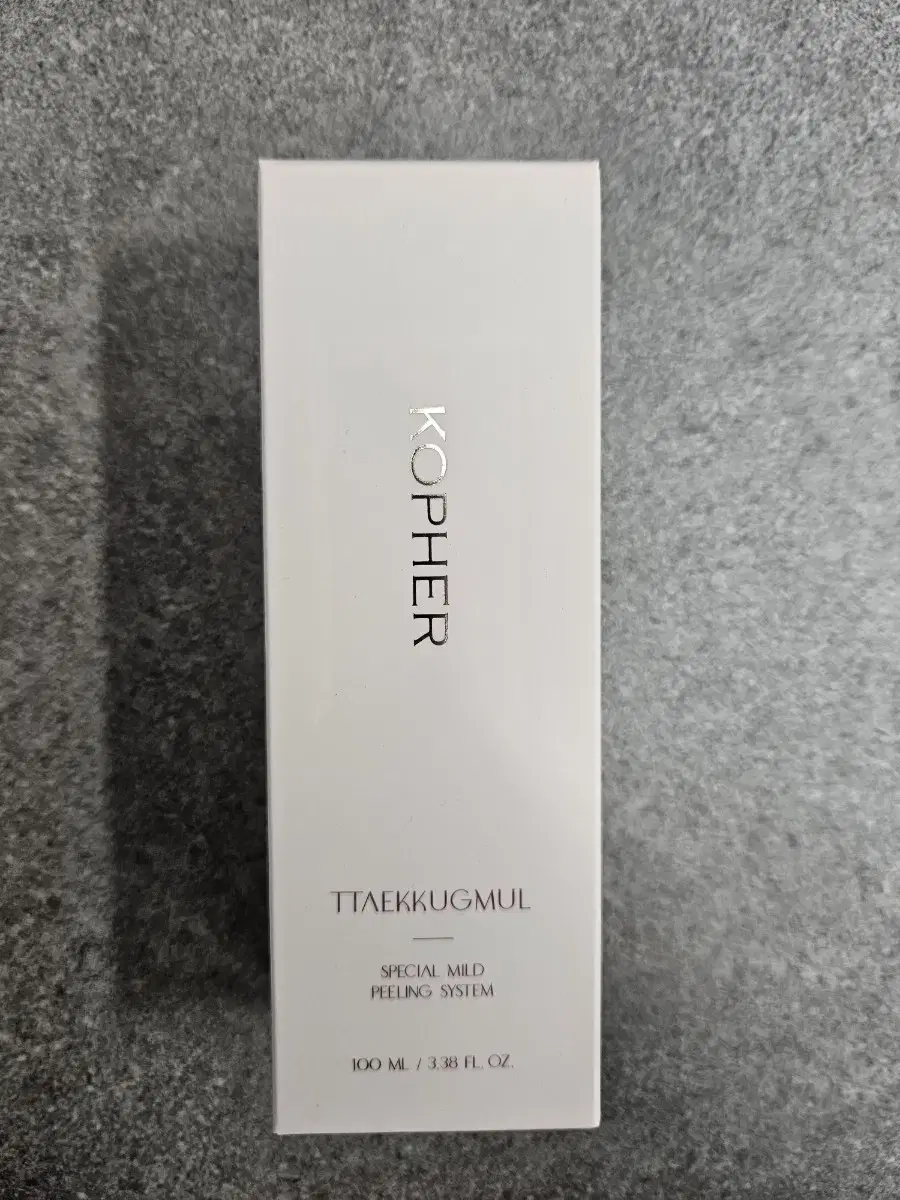 KOPHER
TTAEKKUGMUL
SPECIAL MILD
PEELING SYSTEM
100 ML / 3.38 FL. OZ.